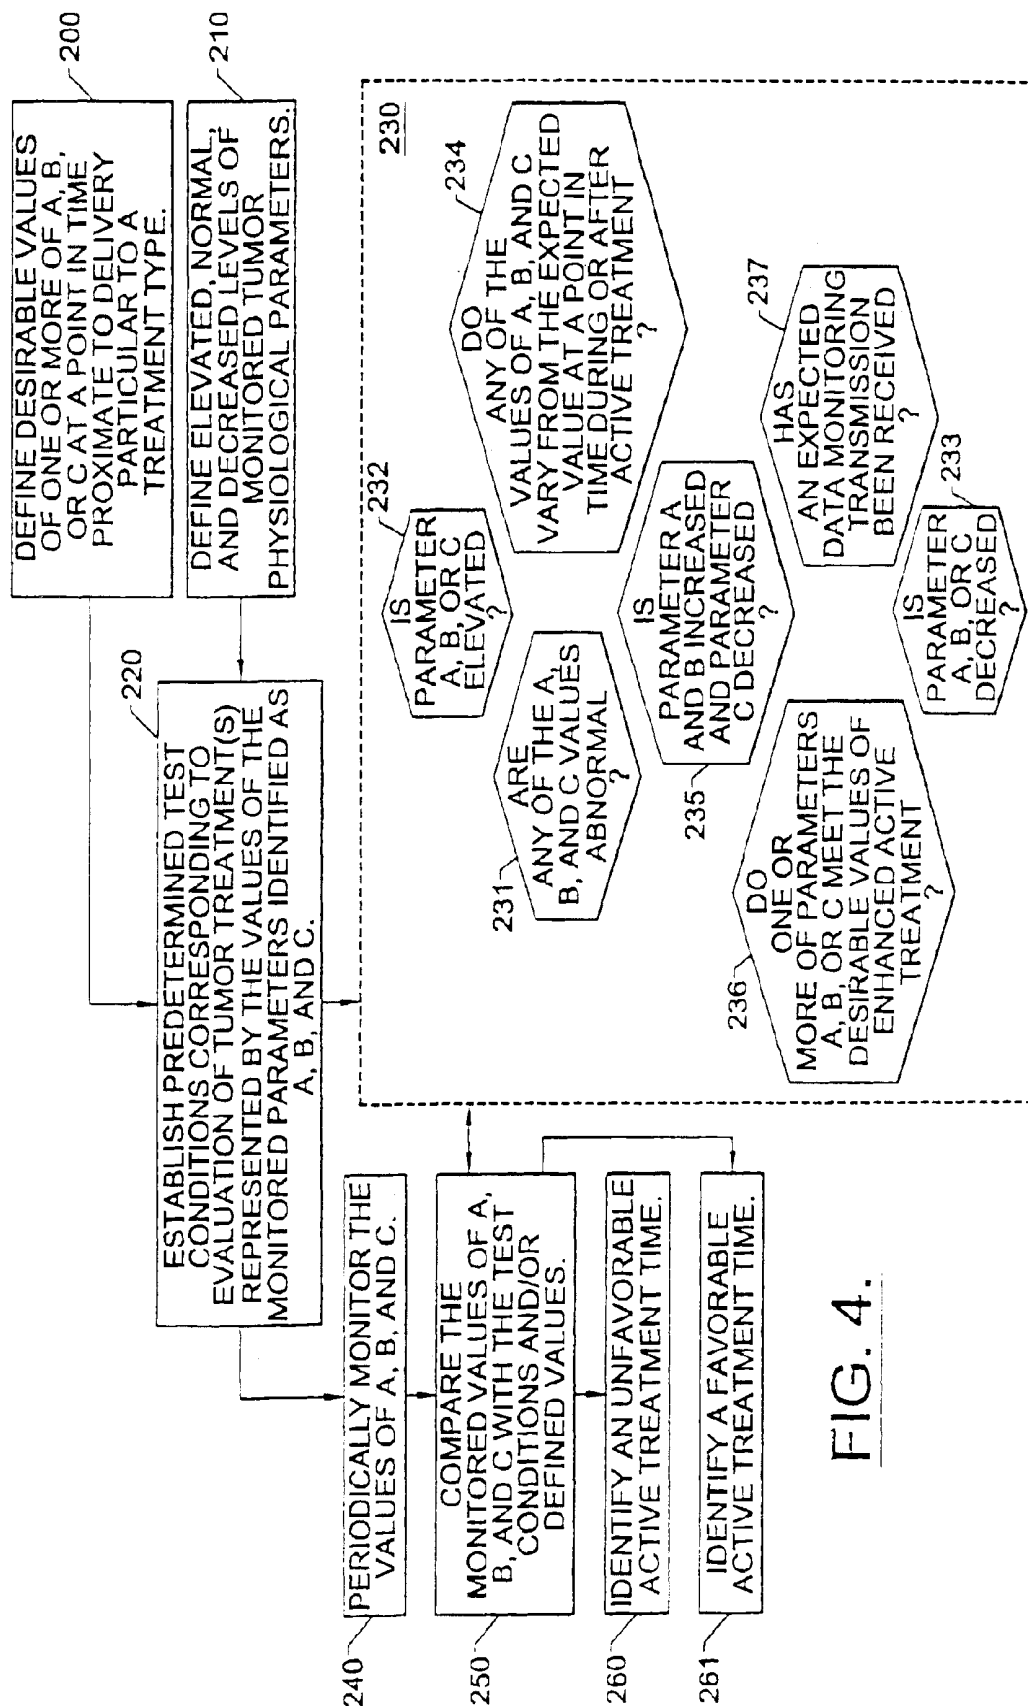 200
DEFINE DESIRABLE VALUES
OF ONE OR MORE OF A, B,
OR C AT A POINT IN TIME,
PROXIMATE TO DELIVERY
PARTICULAR TO A
TREATMENT TYPE.
210
DEFINE ELEVATED, NORMAL,
AND DECREASED LEVELS OF
MONITORED TUMOR
PHYSIOLOGICAL PARAMETERS.
220
ESTABLISH PREDETERMINED TEST
CONDITIONS CORRESPONDING TO
EVALUATION OF TUMOR TREATMENT(S)
REPRESENTED BY THE VALUES OF THE
MONITORED PARAMETERS IDENTIFIED AS
A, B, AND C.
230
231
ARE
ANY OF THE A,
B, AND C VALUES
ABNORMAL
?
232
IS
PARAMETER
A, B, OR C
ELEVATED
?
234
DO
ANY OF THE
VALUES OF A, B, AND C
VARY FROM THE EXPECTED
VALUE AT A POINT IN
TIME DURING OR AFTER
ACTIVE TREATMENT
?
235
IS
PARAMETER A
AND B INCREASED
AND PARAMETER
C DECREASED
?
236
DO
ONE OR
MORE OF PARAMETERS
A, B, OR C MEET THE
DESIRABLE VALUES OF
ENHANCED ACTIVE
TREATMENT
?
237
HAS
AN EXPECTED
DATA MONITORING
TRANSMISSION
BEEN RECEIVED
?
233
IS
PARAMETER
A, B, OR C
DECREASED
?
240
PERIODICALLY MONITOR THE
VALUES OF A, B, AND C.
250
COMPARE THE
MONITORED VALUES OF A,
B, AND C WITH THE TEST
CONDITIONS AND/OR
DEFINED VALUES.
260
IDENTIFY AN UNFAVORABLE
ACTIVE TREATMENT TIME.
261
IDENTIFY A FAVORABLE
ACTIVE TREATMENT TIME.
FIG. 4.